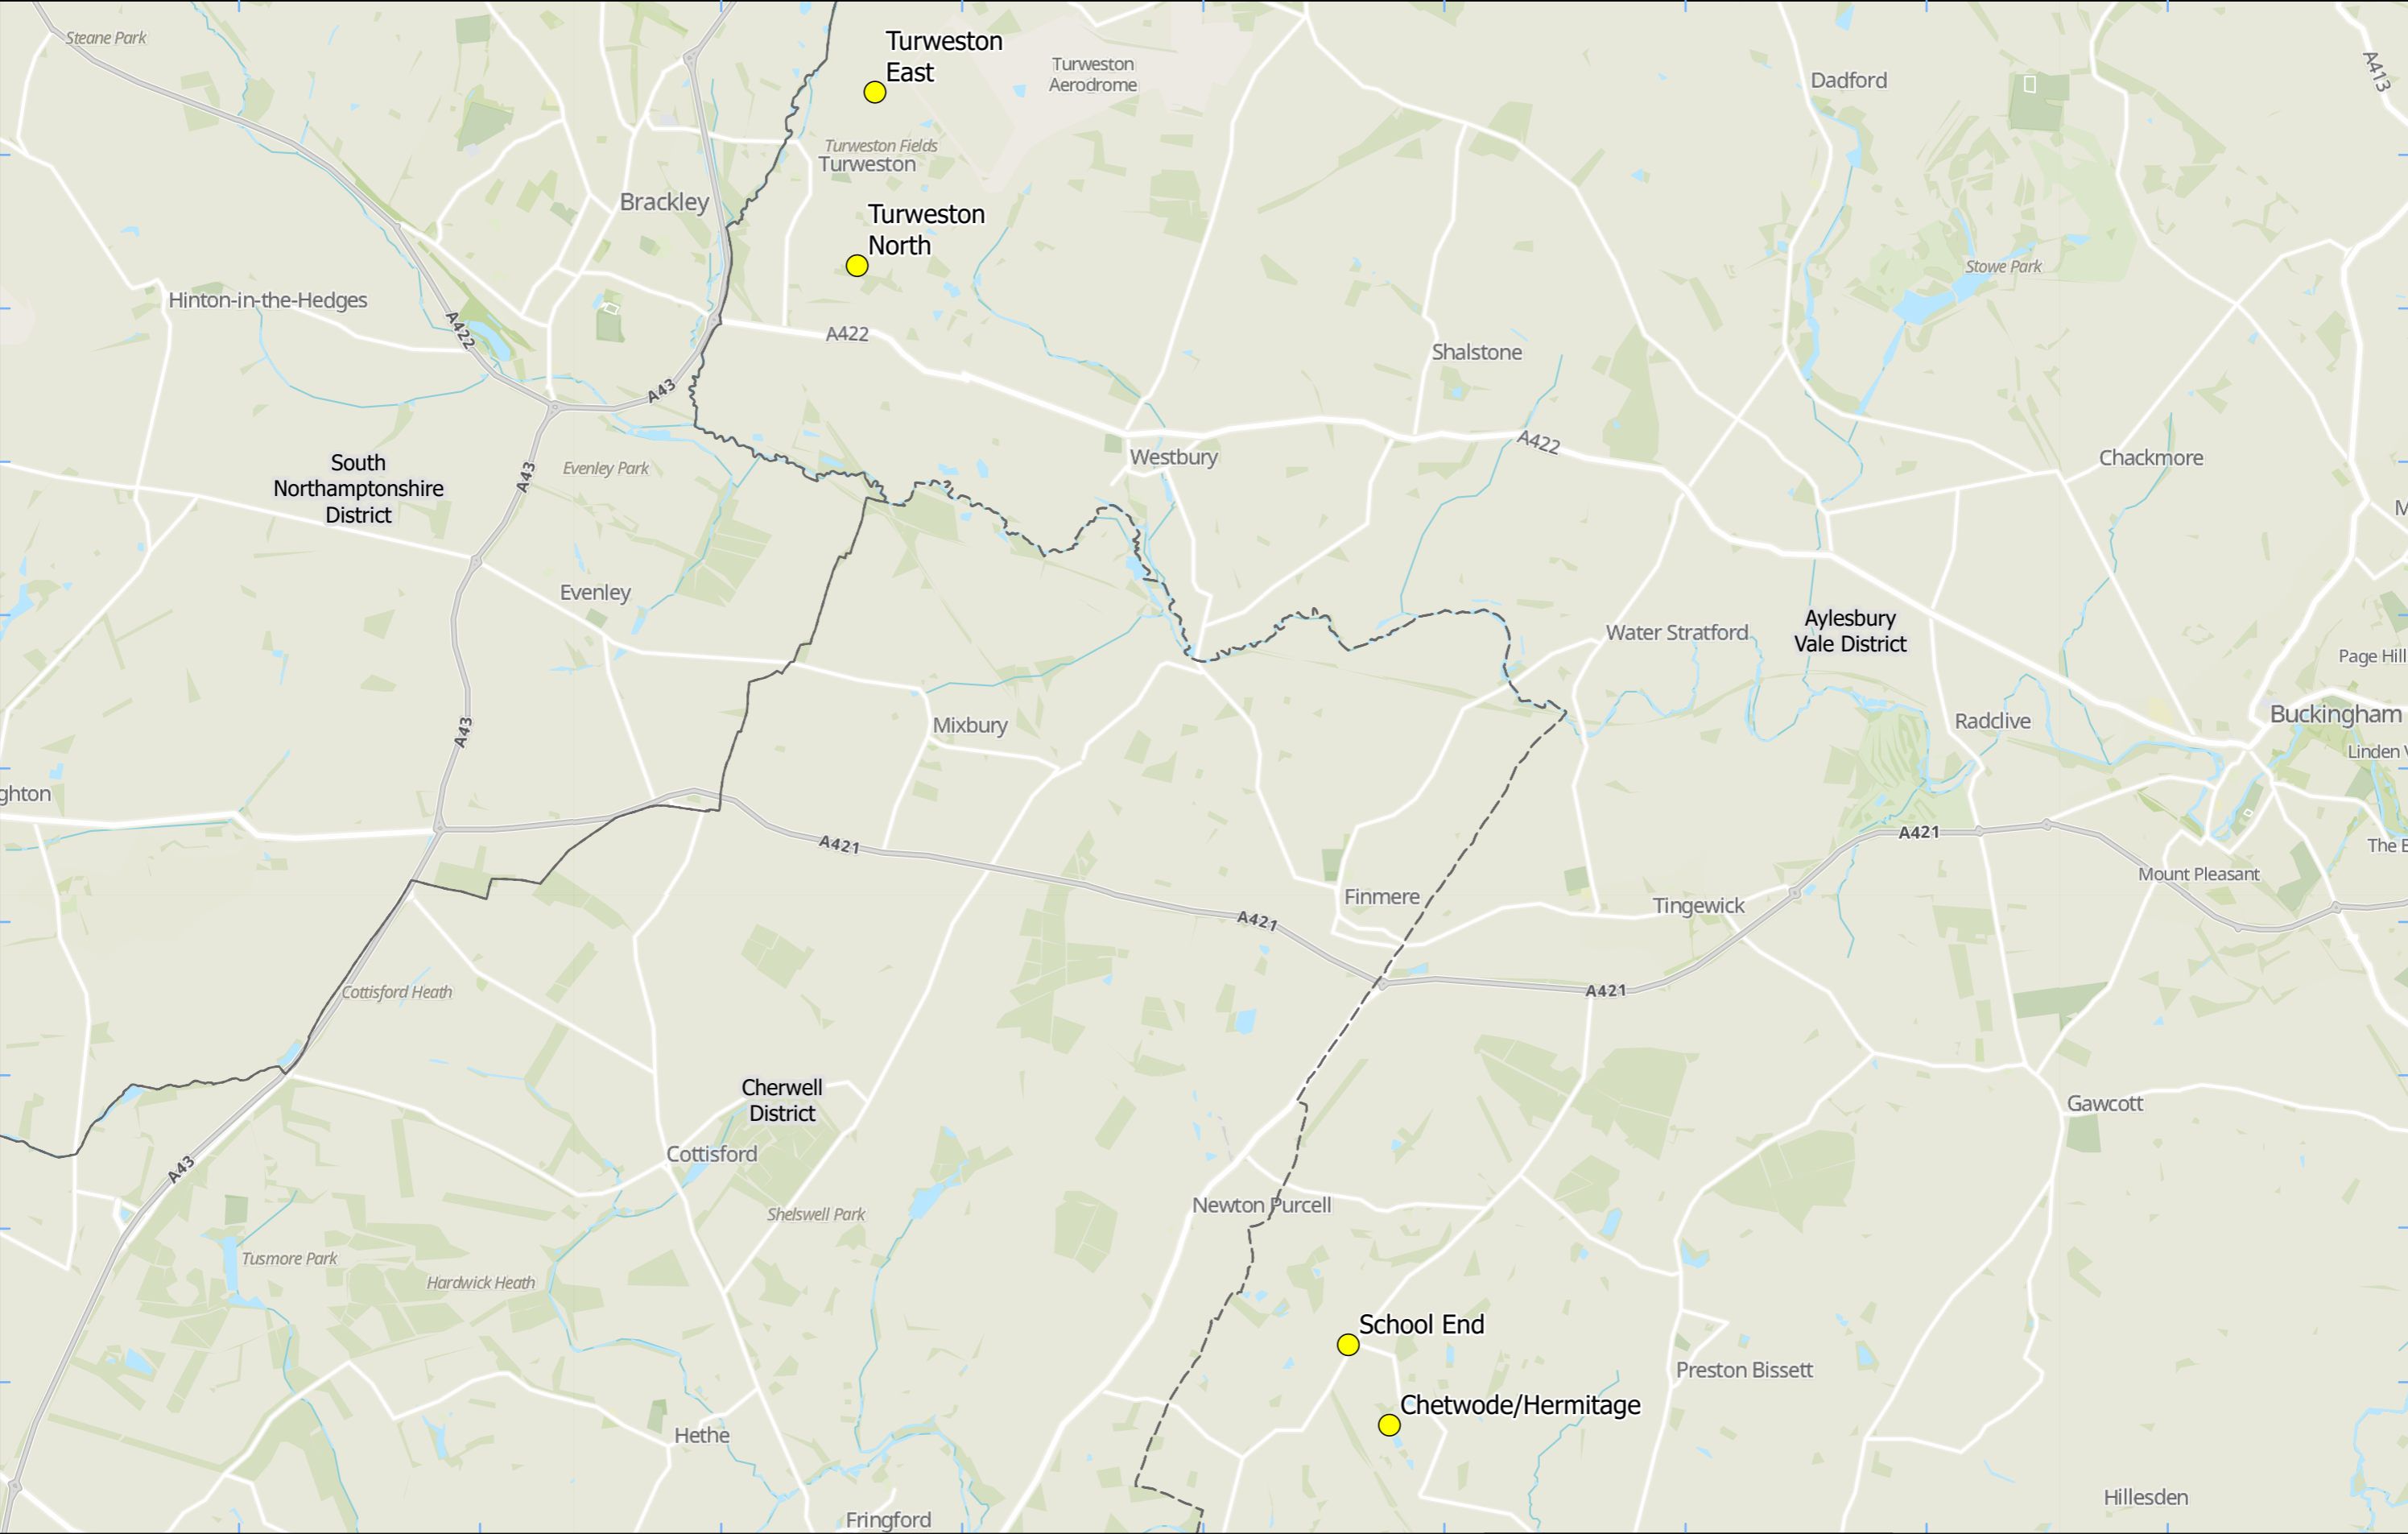 Steane Park
Turweston
East
Turweston
Aerodrome
Dadford
A413
Turweston Fields
Turweston
Brackley
Turweston
North
Stowe Park
Hinton-in-the-Hedges
A422
A422
Shalstone
A43
A422
Westbury
Chackmore
South
Northamptonshire
District
Evenley Park
A43
M
Evenley
Water Stratford
Aylesbury
Vale District
Page Hill
A43
Mixbury
Radclive
Buckingham
Linden V
ghton
A421
A421
The E
Mount Pleasant
Finmere
Tingewick
A421
A421
Cottisford Heath
Cherwell
District
Gawcott
Cottisford
A43
Newton Purcell
Shelswell Park
Tusmore Park
Hardwick Heath
School End
Preston Bissett
Chetwode/Hermitage
Hethe
Hillesden
Fringford